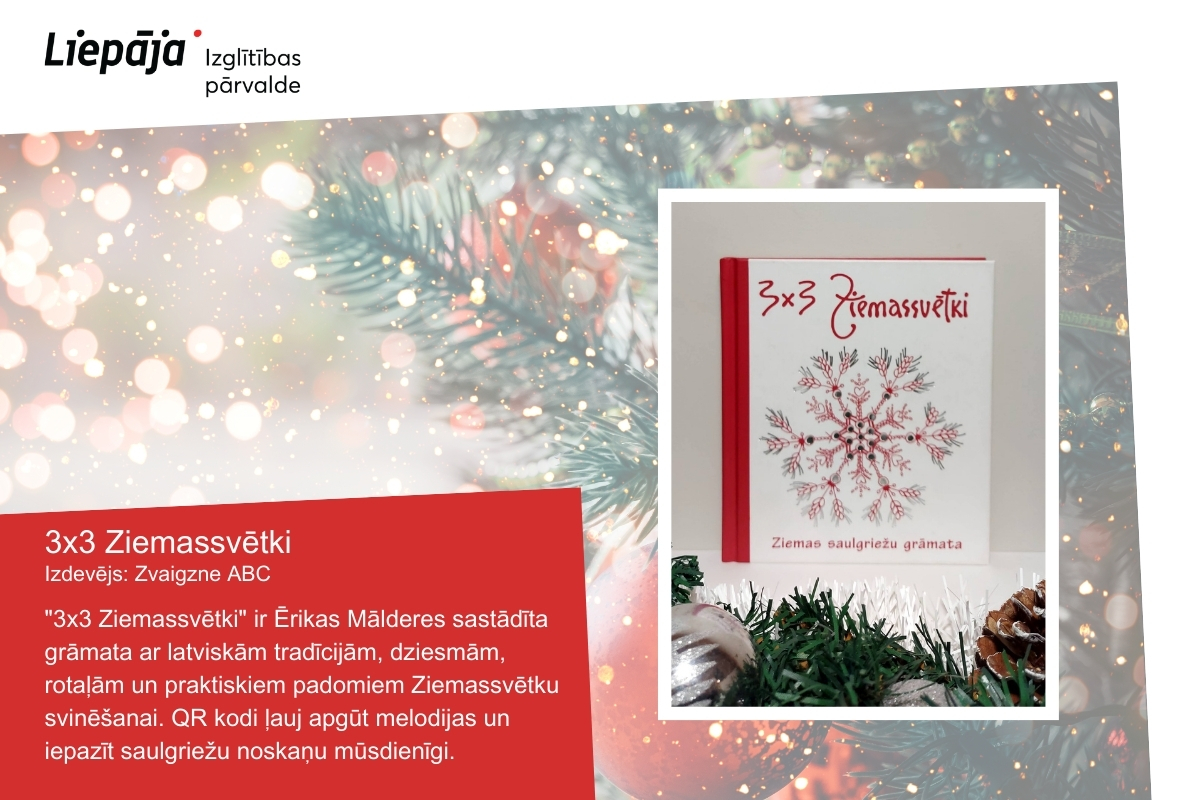 Liepāja
Izglītības
pārvalde
3x3 Ziemassvētki
Ziemas saulgriežu grāmata
3x3 Ziemassvētki
Izdevējs: Zvaigzne ABC
"3x3 Ziemassvētki" ir Ērikas Mālderes sastādīta
grāmata ar latviskām tradīcijām, dziesmām,
rotaļām un praktiskiem padomiem Ziemassvētku
svinēšanai. QR kodi ļauj apgūt melodijas un
iepazīt saulgriežu noskaņu mūsdienīgi.